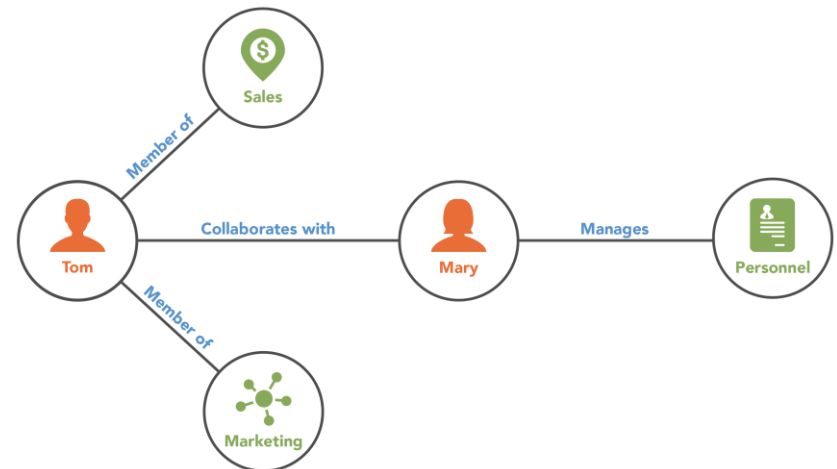 $
Sales
Member of
Collaborates with
Manages
Tom
Mary
Personnel
Member of
Marketing